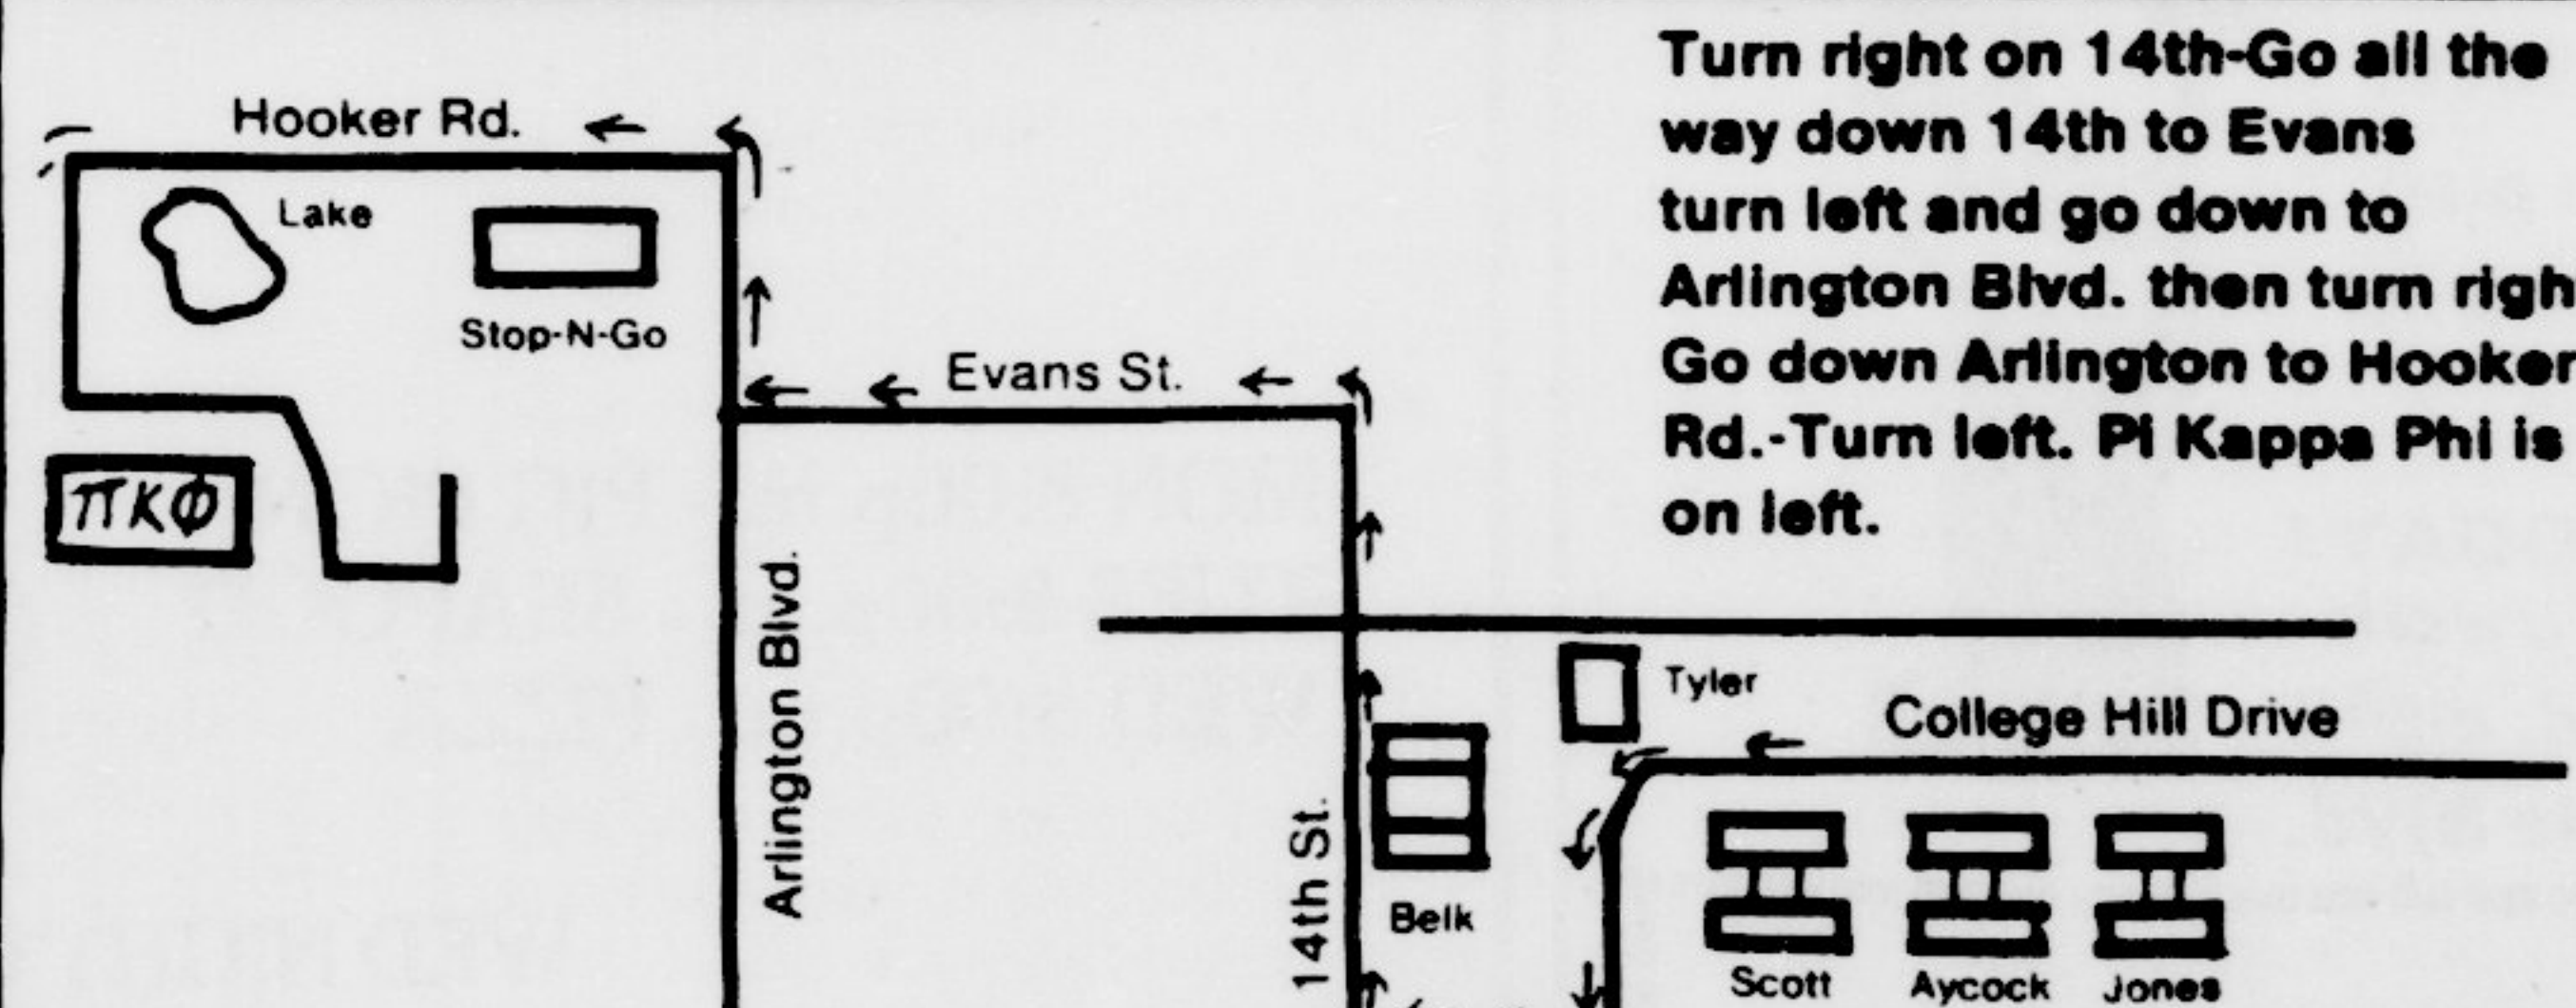 Turn right on 14th-Go all the
way down 14th to Evans
turn left and go down to
Arlington Blvd. then turn righ
Go down Arlington to Hooker
Rd.-Turn left. Pi Kappa Phi is
on left.
Hooker Rd.
Lake
Stop-N-Go
Evans St.
ΠΚΦ
Arlington Blvd.
Tyler
College Hill Drive
14th St.
Belk
Scott
Aycock
Jones